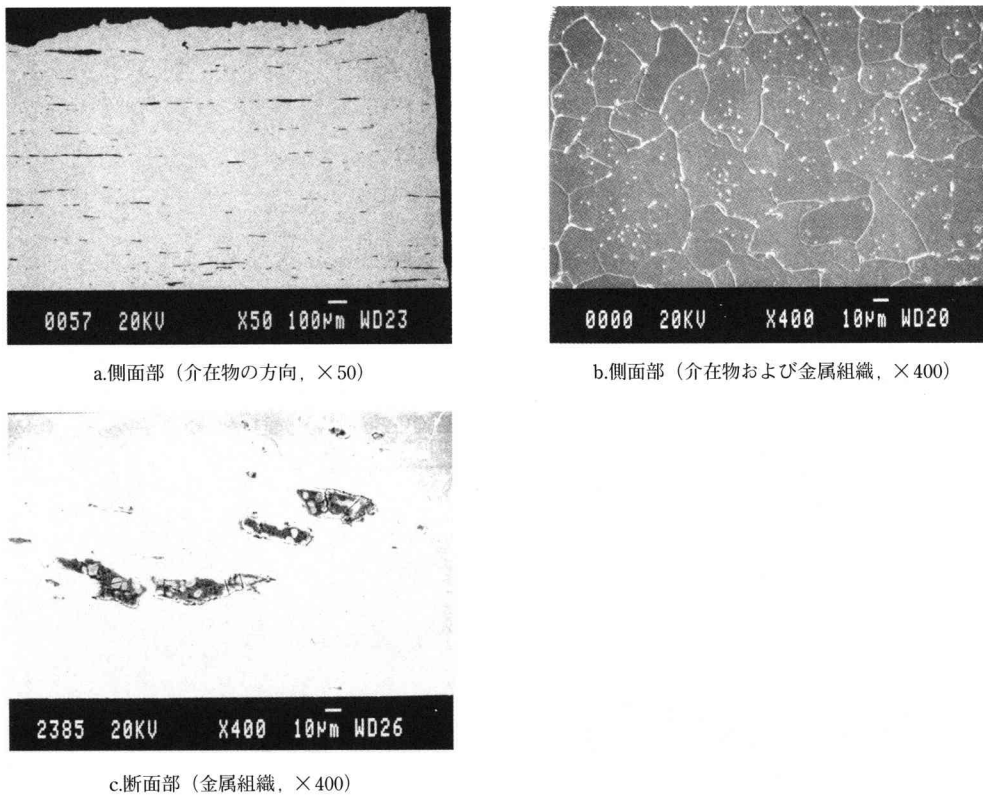 0057 20KV X50 100μm WD23
a.側面部（介在物の方向, ×50）
0000 20KV X400 10μm WD20
b.側面部（介在物および金属組織, ×400）
2385 20KV X400 10μm WD26
c.断面部（金属組織, ×400）